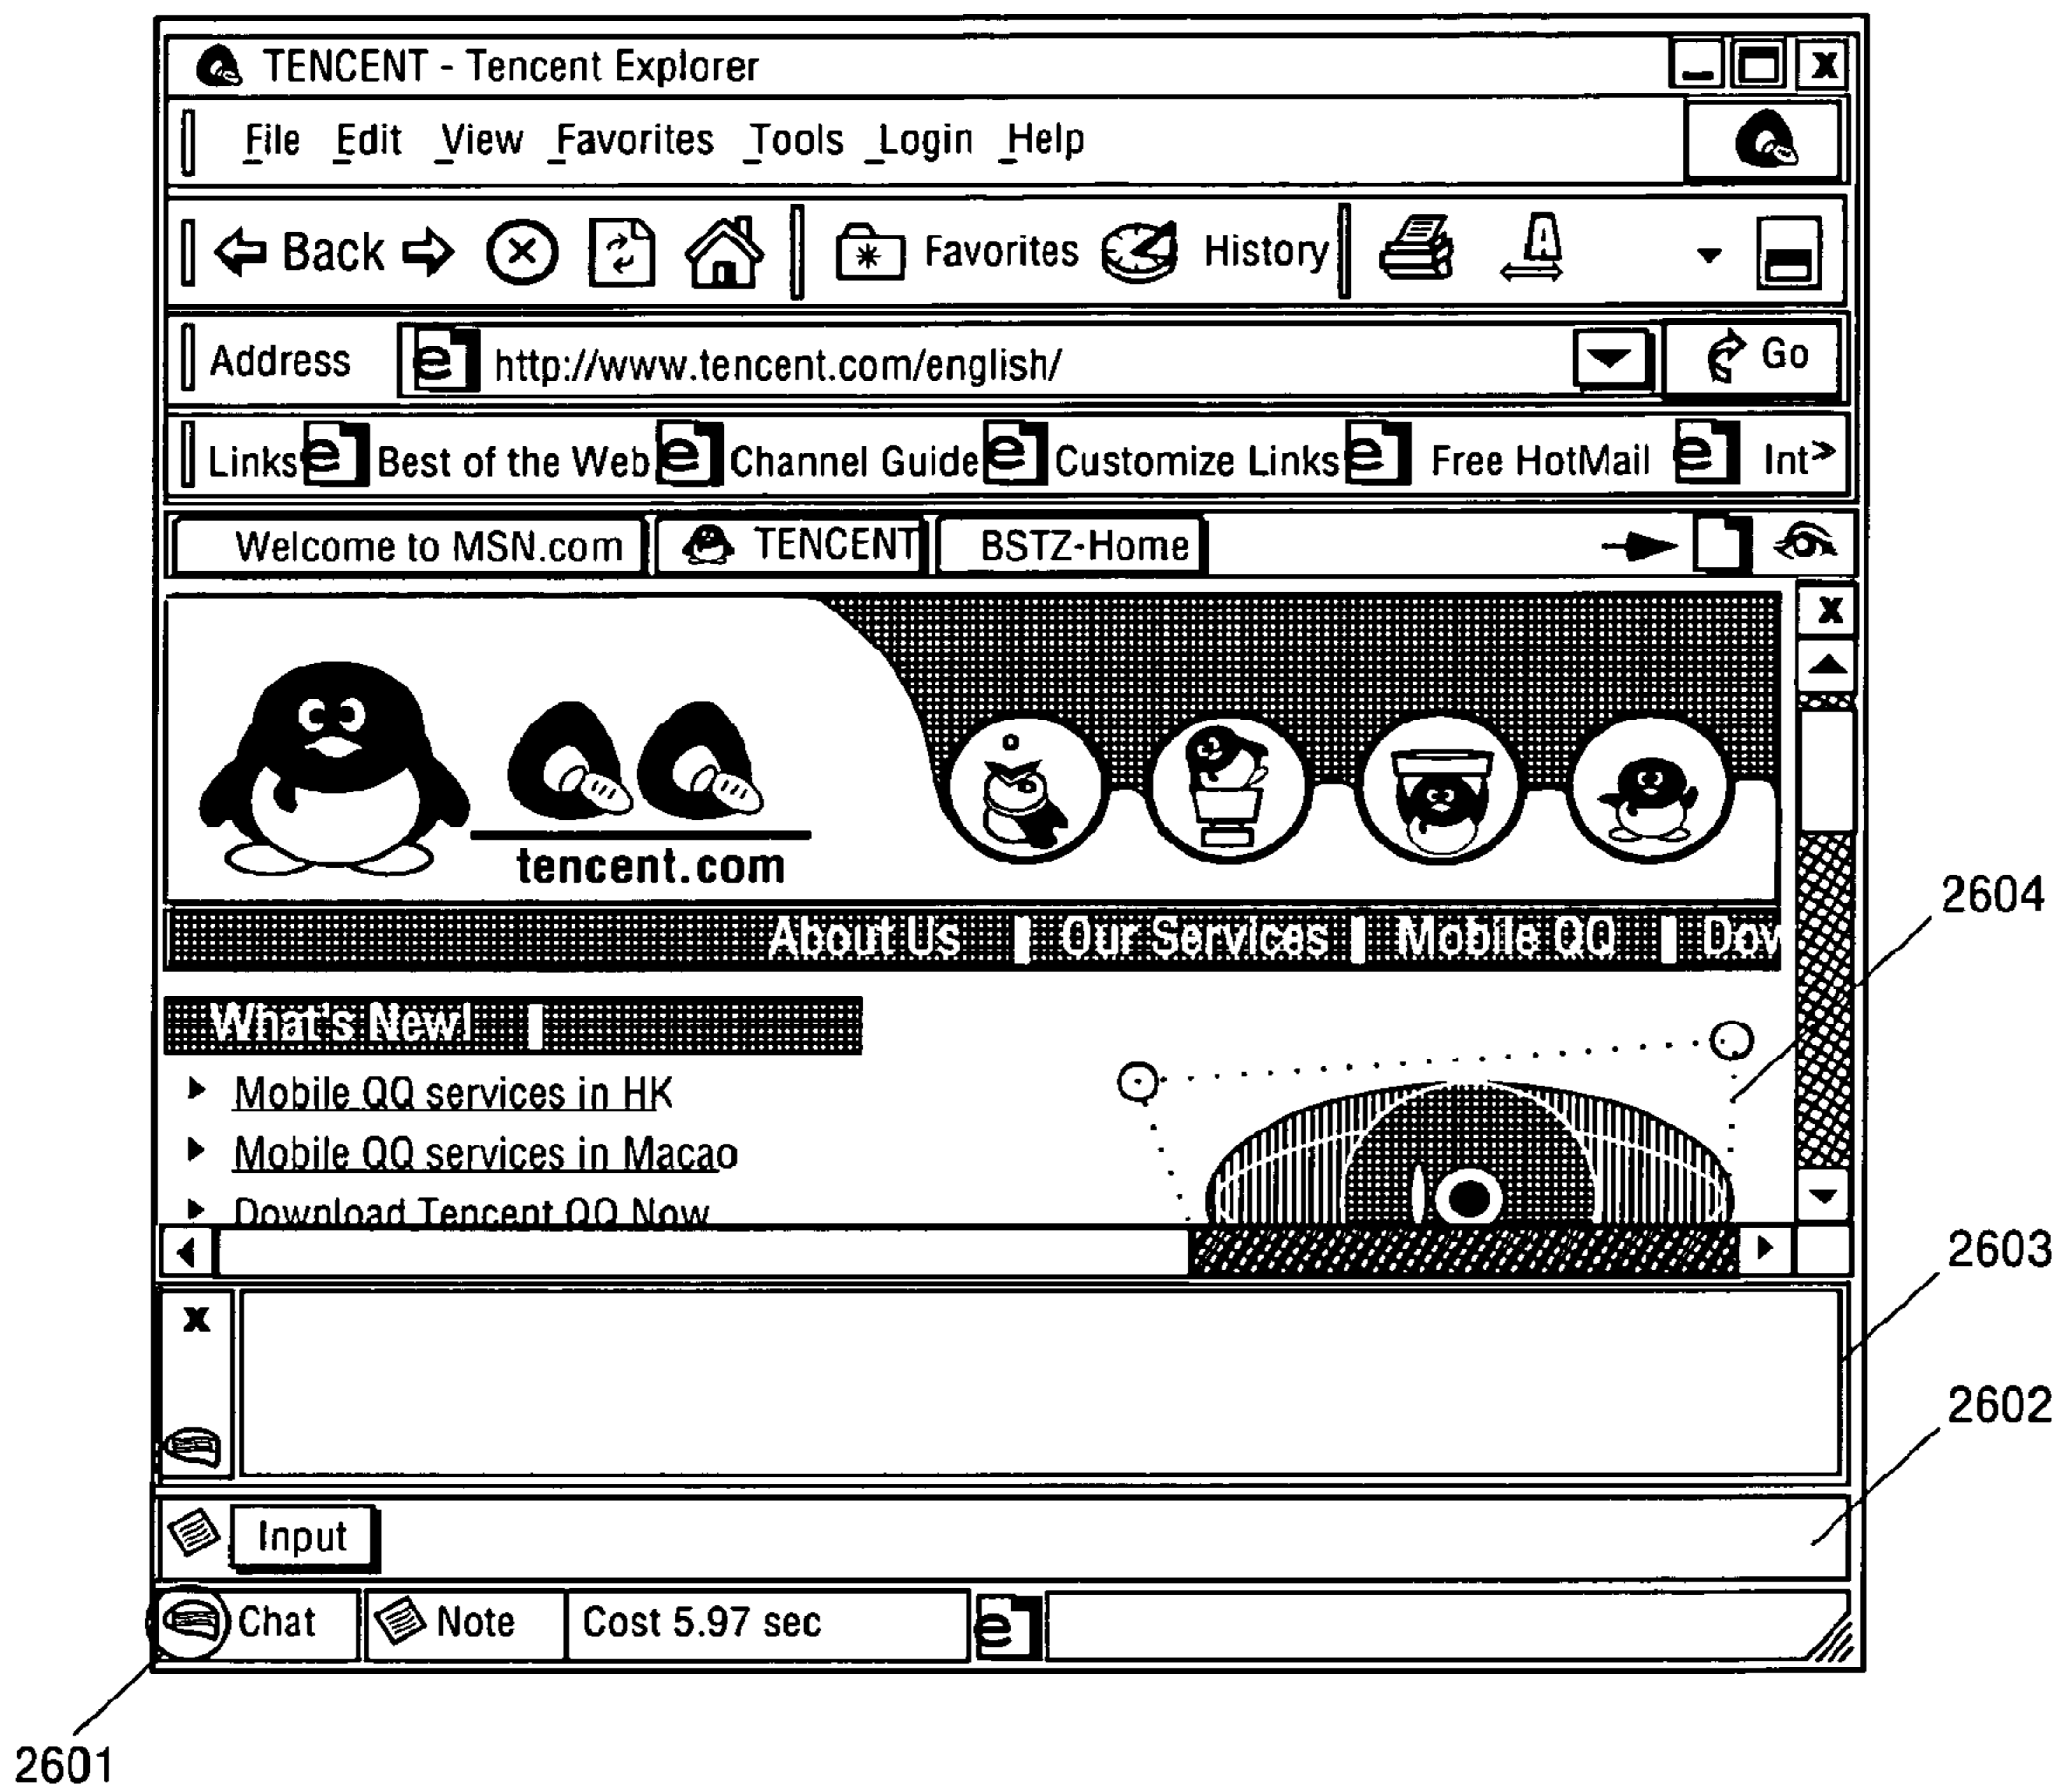 TENCENT - Tencent Explorer
File Edit View Favorites Tools Login Help
Back Favorites History
Address http://www.tencent.com/english/ Go
Links Best of the Web Channel Guide Customize Links Free HotMail Int»
Welcome to MSN.com TENCENT BSTZ-Home
tencent.com
2604
About Us Our Services Mobile QQ Dow
What's New!
Mobile QQ services in HK
Mobile QQ services in Macao
Download Tencent QQ Now
2603
2602
Input
Chat Note Cost 5.97 sec
2601